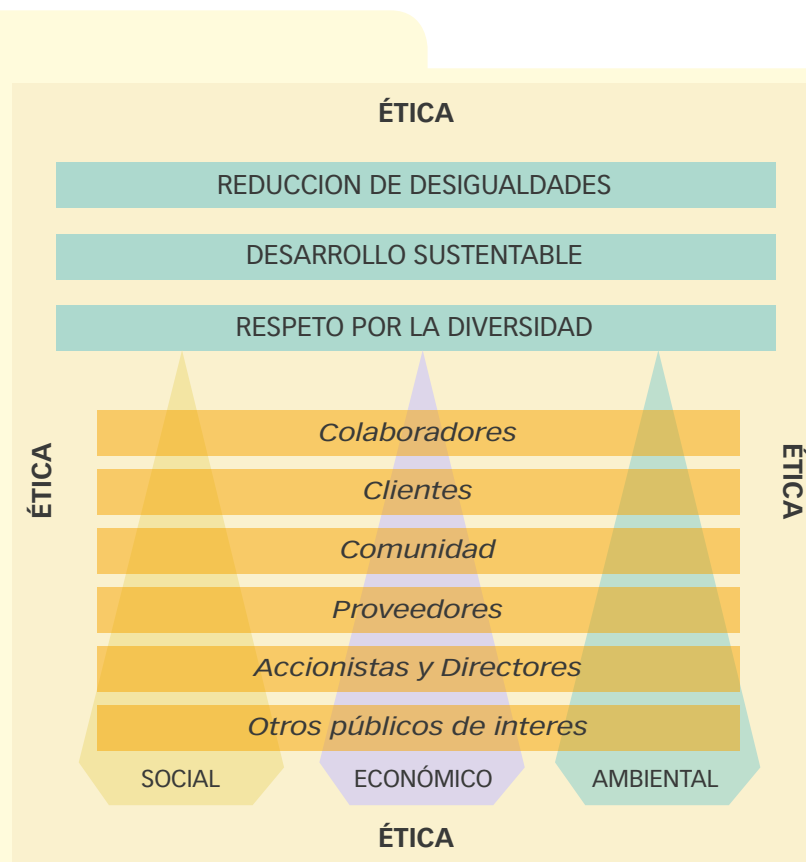 ÉTICA
REDUCCION DE DESIGUALDADES
DESARROLLO SUSTENTABLE
RESPETO POR LA DIVERSIDAD
ÉTICA
Colaboradores
Clientes
Comunidad
Proveedores
Accionistas y Directores
Otros públicos de interes
ÉTICA
SOCIAL
ECONÓMICO
AMBIENTAL
ÉTICA